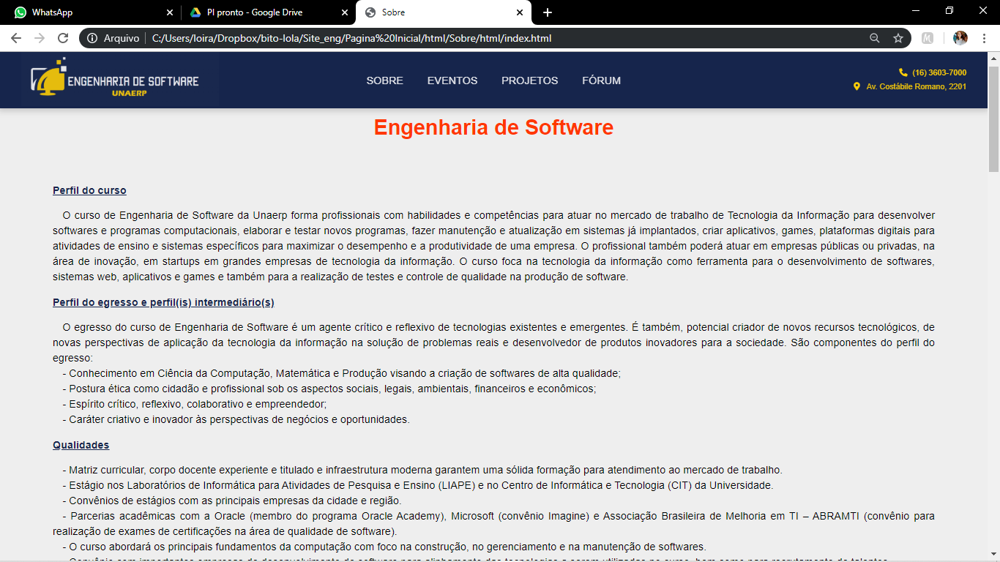 WhatsApp
PI pronto - Google Drive
Sobre
Arquivo
C:/Users/loira/Dropbox/bito-lola/Site_eng/Pagina%20Inicial/html/Sobre/html/index.html
ENGENHARIA DE SOFTWARE
UNAERP
SOBRE EVENTOS PROJETOS FÓRUM
(16) 3603-7000
Av. Costábile Romano, 2201
Engenharia de Software
Perfil do curso
O curso de Engenharia de Software da Unaerp forma profissionais com habilidades e competências para atuar no mercado de trabalho de Tecnologia da Informação para desenvolver
softwares e programas computacionais, elaborar e testar novos programas, fazer manutenção e atualização em sistemas já implantados, criar aplicativos, games, plataformas digitais para
atividades de ensino e sistemas específicos para maximizar o desempenho e a produtividade de uma empresa. O profissional também poderá atuar em empresas públicas ou privadas, na
área de inovação, em startups em grandes empresas de tecnologia da informação. O curso foca na tecnologia da informação como ferramenta para o desenvolvimento de softwares,
sistemas web, aplicativos e games e também para a realização de testes e controle de qualidade na produção de software.
Perfil do egresso e perfil(is) intermediário(s)
O egresso do curso de Engenharia de Software é um agente crítico e reflexivo de tecnologias existentes e emergentes. É também, potencial criador de novos recursos tecnológicos, de
novas perspectivas de aplicação da tecnologia da informação na solução de problemas reais e desenvolvedor de produtos inovadores para a sociedade. São componentes do perfil do
egresso:
- Conhecimento em Ciência da Computação, Matemática e Produção visando a criação de softwares de alta qualidade;
- Postura ética como cidadão e profissional sob os aspectos sociais, legais, ambientais, financeiros e econômicos;
- Espírito crítico, reflexivo, colaborativo e empreendedor;
- Caráter criativo e inovador às perspectivas de negócios e oportunidades.
Qualidades
- Matriz curricular, corpo docente experiente e titulado e infraestrutura moderna garantem uma sólida formação para atendimento ao mercado de trabalho.
- Estágio nos Laboratórios de Informática para Atividades de Pesquisa e Ensino (LIAPE) e no Centro de Informática e Tecnologia (CIT) da Universidade.
- Convênios de estágios com as principais empresas da cidade e região.
- Parcerias acadêmicas com a Oracle (membro do programa Oracle Academy), Microsoft (convênio Imagine) e Associação Brasileira de Melhoria em TI – ABRAMTI (convênio para
realização de exames de certificações na área de qualidade de software).
- O curso abordará os principais fundamentos da computação com foco na construção, no gerenciamento e na manutenção de softwares.